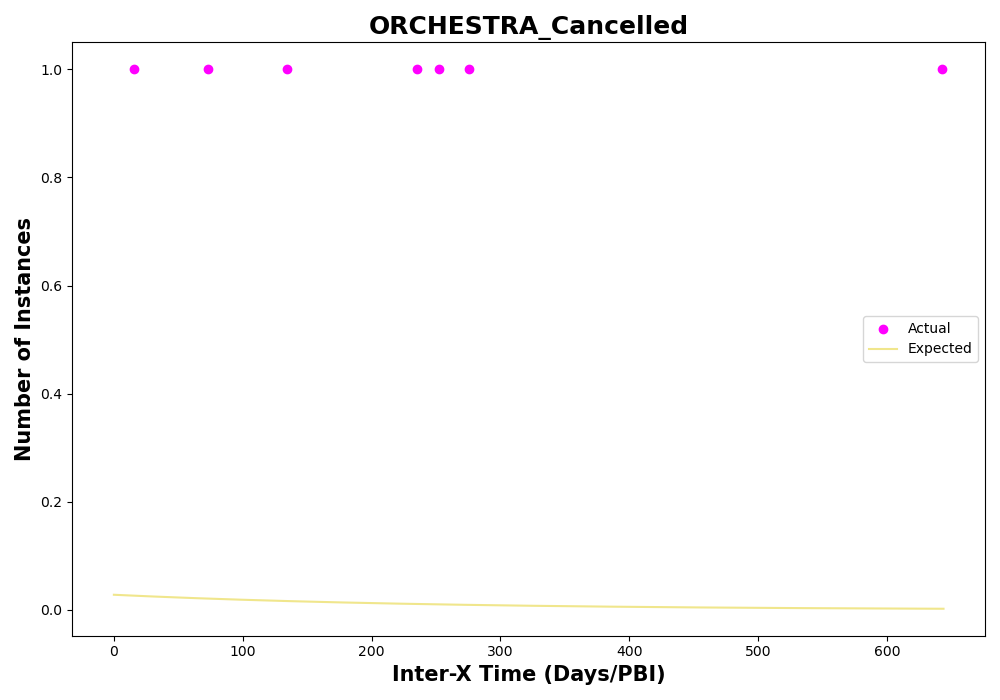 ORCHESTRA_Cancelled
1.0
0.8
0.6
0.4
0.2
0.0
Number of Instances
Actual
Expected
0 100 200 300 400 500 600
Inter-X Time (Days/PBI)